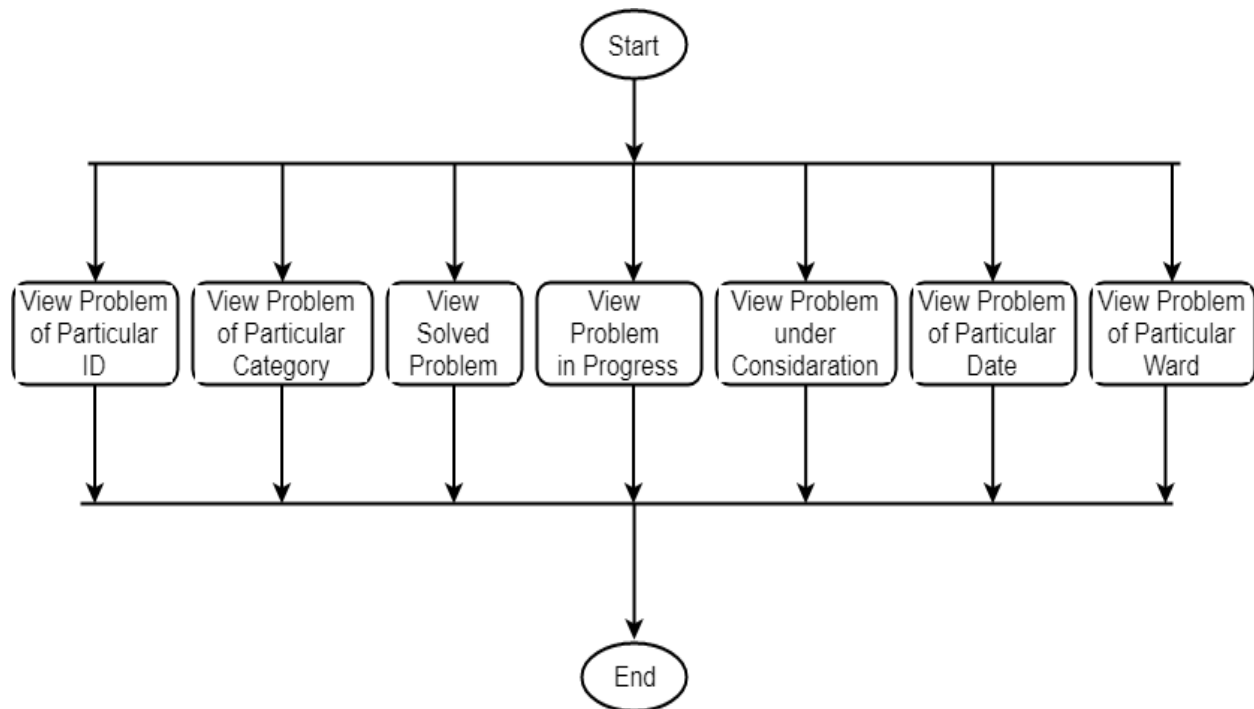 Start
View Problem
of Particular
ID
View Problem
of Particular
Category
View
Solved
Problem
View
Problem
in Progress
View Problem
under
Considaration
View Problem
of Particular
Date
View Problem
of Particular
Ward
End